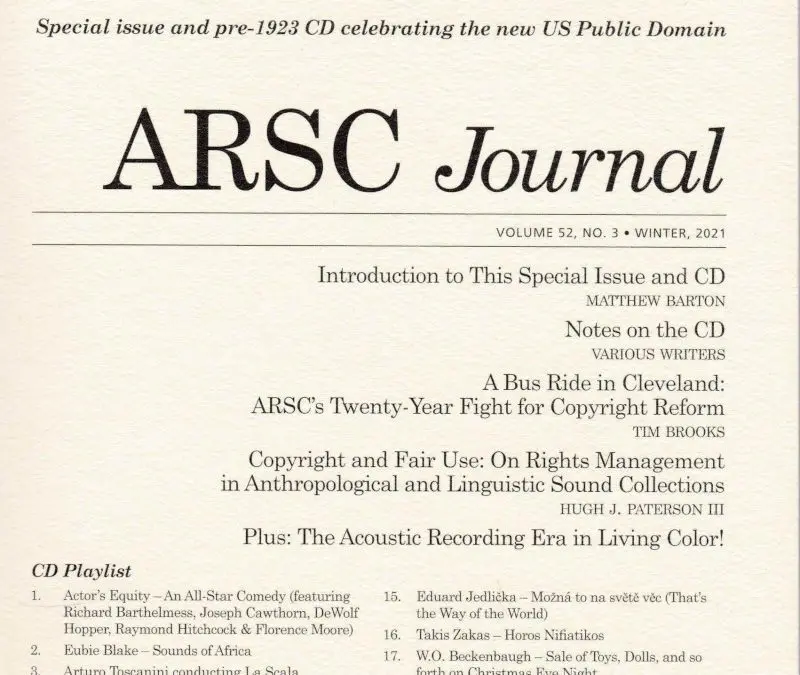 Special issue and pre-1923 CD celebrating the new US Public Domain
ARSC Journal
VOLUME 52, NO. 3 • WINTER, 2021
Introduction to This Special Issue and CD
MATTHEW BARTON
Notes on the CD
VARIOUS WRITERS
A Bus Ride in Cleveland:
ARSC's Twenty-Year Fight for Copyright Reform
TIM BROOKS
Copyright and Fair Use: On Rights Management
in Anthropological and Linguistic Sound Collections
HUGH J. PATERSON III
Plus: The Acoustic Recording Era in Living Color!
CD Playlist
1. Actor's Equity – An All-Star Comedy (featuring
Richard Barthelmess, Joseph Cawthorn, DeWolf
Hopper, Raymond Hitchcock & Florence Moore)
2. Eubie Blake – Sounds of Africa
3. Arturo Toscanini conducting La Scala
15. Eduard Jedlička – Možná to na světě věc (That's
the Way of the World)
16. Takis Zakas – Horos Nifiatikos
17. W.O. Beckenbaugh – Sale of Toys, Dolls, and so
forth on Christmas Eve Night